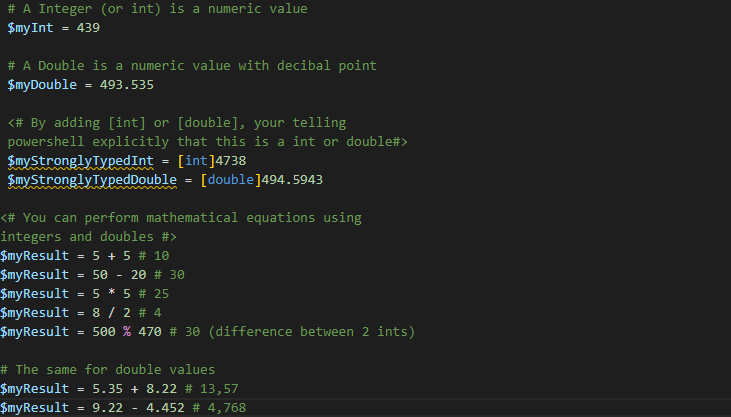 # A Integer (or int) is a numeric value
$myInt = 439
# A Double is a numeric value with decibal point
$myDouble = 493.535
<# By adding [int] or [double], your telling
powershell explicitly that this is a int or double#>
$myStronglyTypedInt = [int]4738
$myStronglyTypedDouble = [double]494.5943
<# You can perform mathematical equations using
integers and doubles #>
$myResult = 5 + 5 # 10
$myResult = 50 - 20 # 30
$myResult = 5 * 5 # 25
$myResult = 8 / 2 # 4
$myResult = 500 % 470 # 30 (difference between 2 ints)
# The same for double values
$myResult = 5.35 + 8.22 # 13,57
$myResult = 9.22 - 4.452 # 4,768